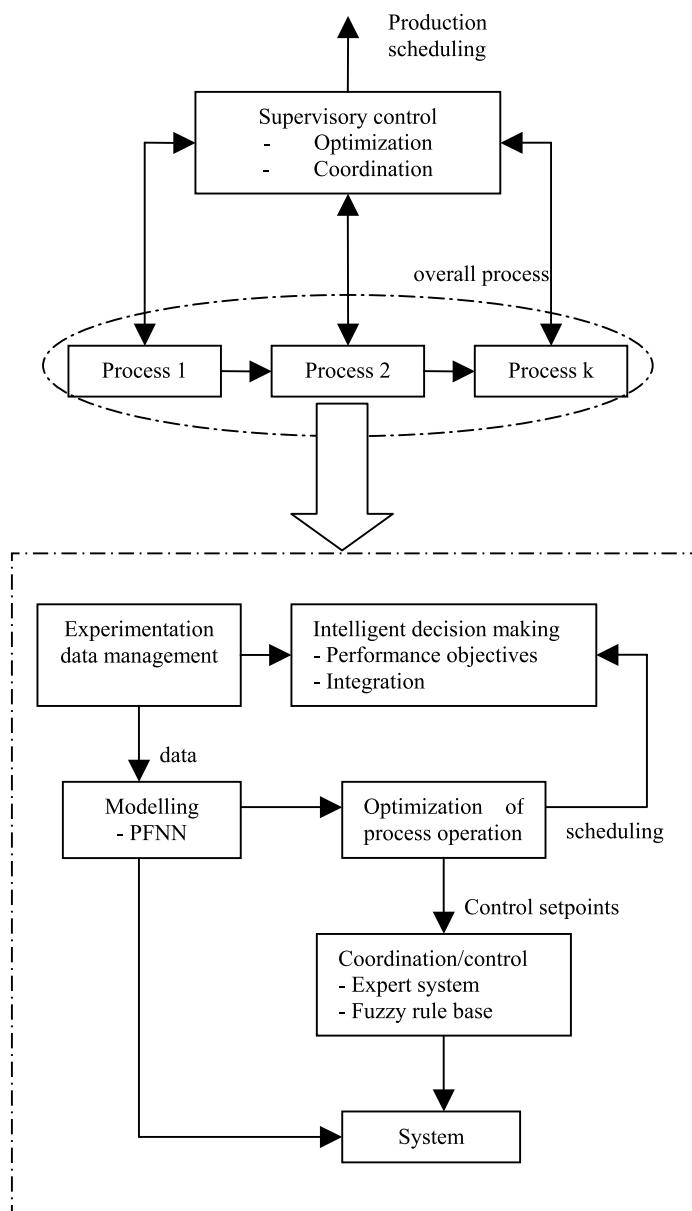 Production
scheduling
Supervisory control
- Optimization
- Coordination
overall process
Process 1
Process 2
Process k
Experimentation
data management
Intelligent decision making
- Performance objectives
- Integration
data
Modelling
- PFNN
Optimization of
process operation
scheduling
Control setpoints
Coordination/control
- Expert system
- Fuzzy rule base
System